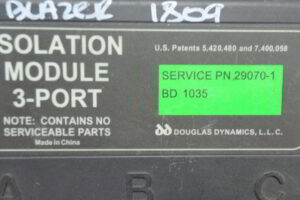 BLAZER 1809
ISOLATION
MODULE
3-PORT
NOTE: CONTAINS NO
SERVICEABLE PARTS
Made in China
U.S. Patents 5,420,480 and 7,400,058
SERVICE PN 29070-1
BD 1035
DOUGLAS DYNAMICS, L.L.C.
A B C